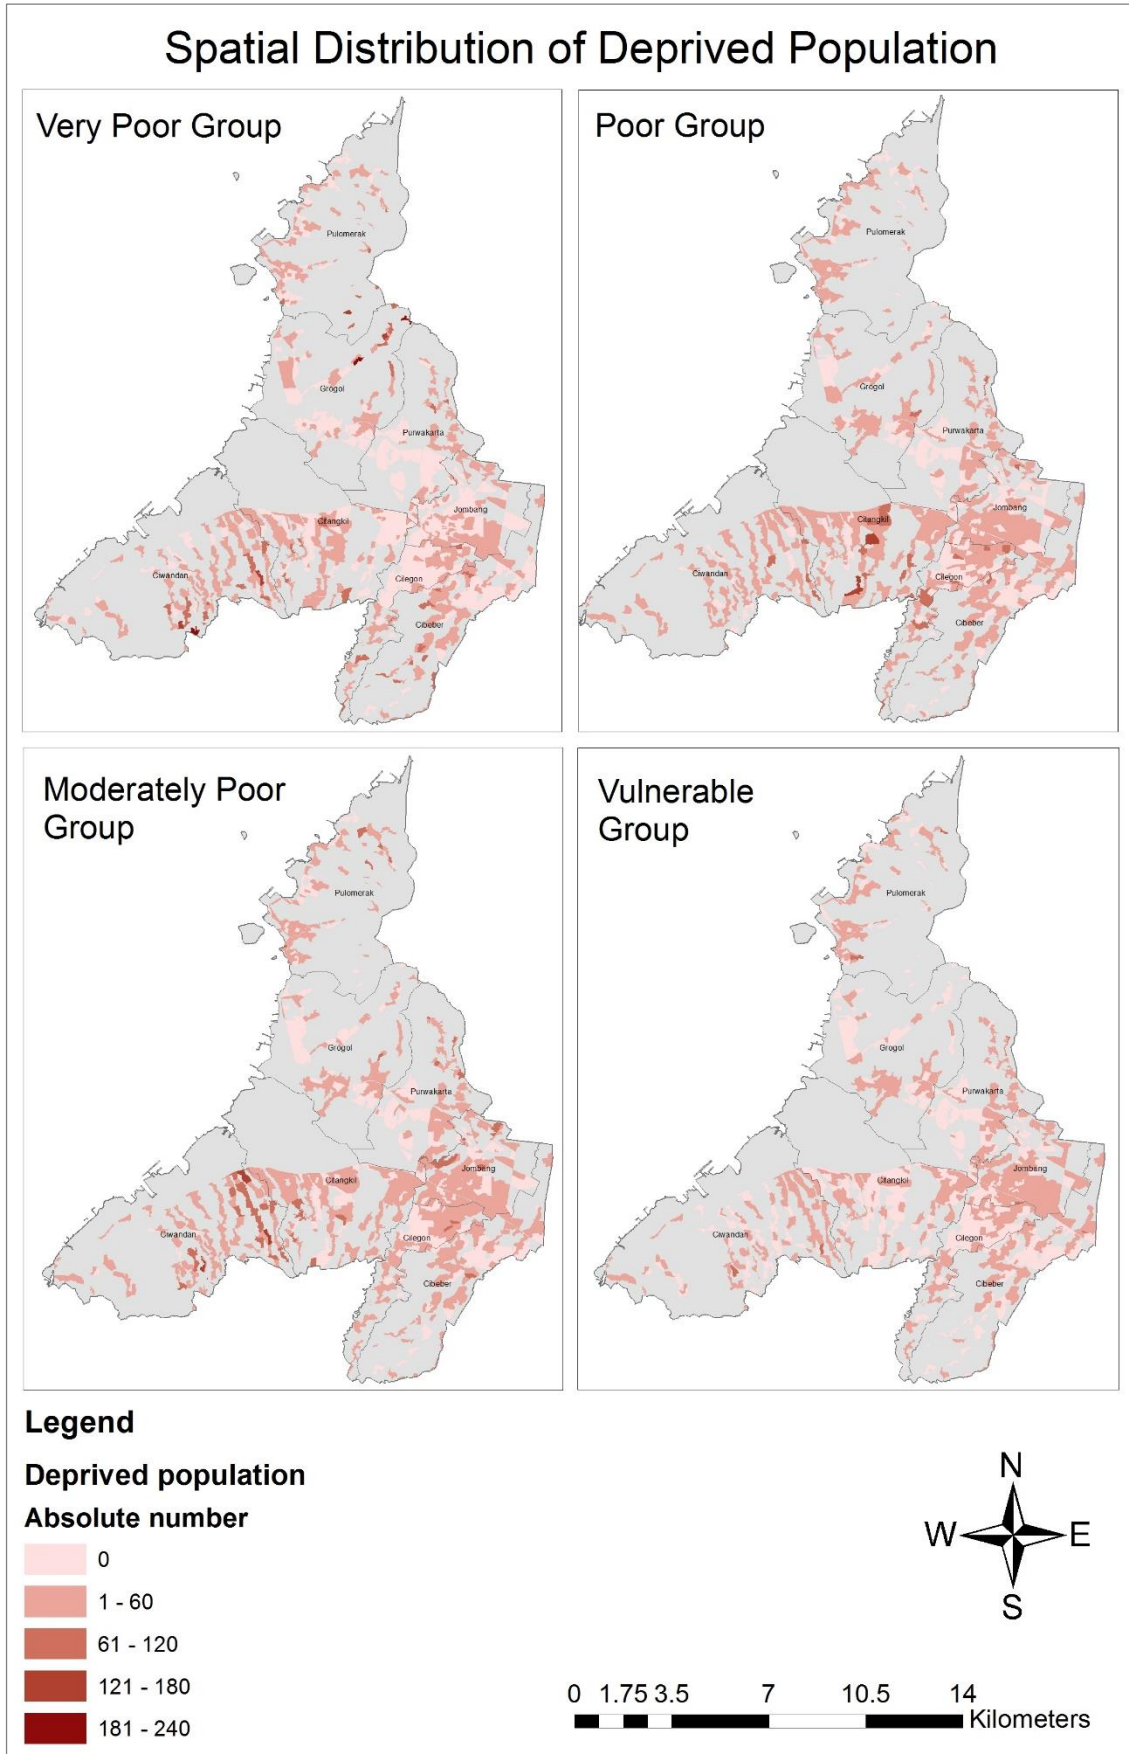 Spatial Distribution of Deprived Population
Very Poor Group
Pulomerak
Grogol
Purwakarta
Jombang
Citangkil
Ciwandan
Cilegon
Cibeber
Poor Group
Pulomerak
Grogol
Purwakarta
Jombang
Citangkil
Ciwandan
Cilegon
Cibeber
Moderately Poor
Group
Pulomerak
Grogol
Purwakarta
Jombang
Citangkil
Ciwandan
Cilegon
Cibeber
Vulnerable
Group
Pulomerak
Grogol
Purwakarta
Jombang
Citangkil
Ciwandan
Cilegon
Cibeber
Legend
Deprived population
Absolute number
0
1 - 60
61 - 120
121 - 180
181 - 240
N
W E
S
0 1.75 3.5 7 10.5 14
Kilometers